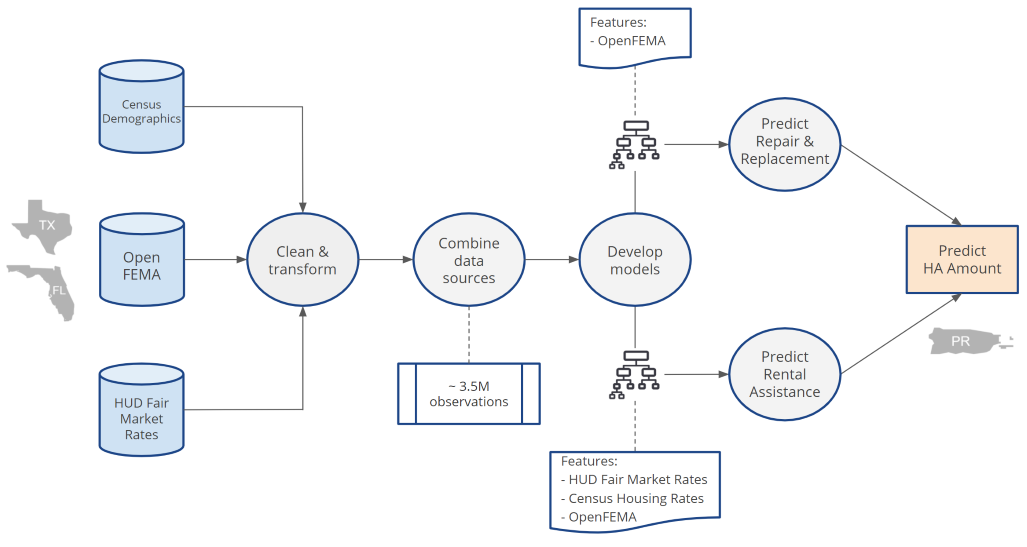 Features:
- OpenFEMA
Census
Demographics
Predict
Repair &
Replacement
TX
FL
Open
FEMA
Clean &
transform
Combine
data
sources
Develop
models
Predict
HA Amount
PR
HUD Fair
Market
Rates
~ 3.5M
observations
Predict
Rental
Assistance
Features:
- HUD Fair Market Rates
- Census Housing Rates
- OpenFEMA